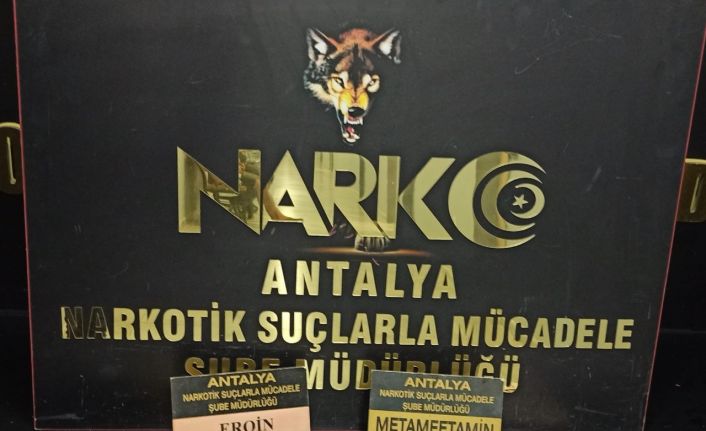 NARKO
ANTALYA
NARKOTİK SUÇLARLA MÜCADELE
ŞUBE MÜDÜRLÜĞÜ
ANTALYA
NARKOTİK SUÇLARLA MÜCADELE
ŞUBE MÜDÜRLÜĞÜ
EROİN
ANTALYA
NARKOTİK SUÇLARLA MÜCADELE
ŞUBE MÜDÜRLÜĞÜ
METAMFETAMİN